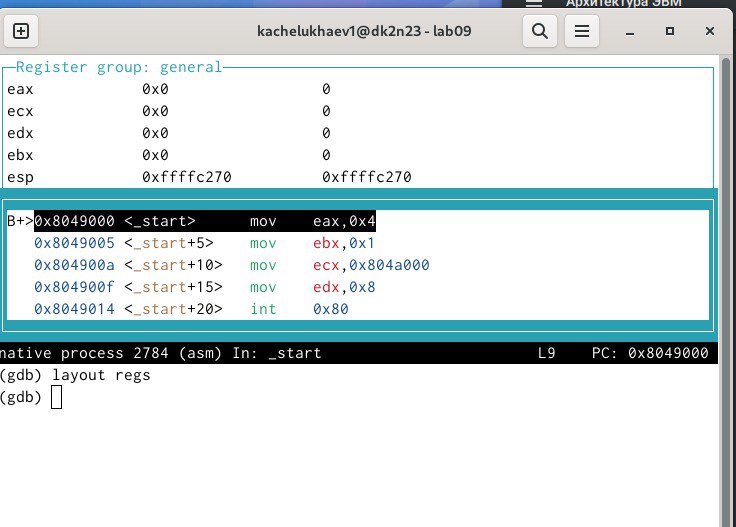 Архитектура ЭВМ
kachelukhaev1@dk2n23 - lab09
Register group: general
eax 0x0 0
ecx 0x0 0
edx 0x0 0
ebx 0x0 0
esp 0xffffc270 0xffffc270
B+>0x8049000 <_start> mov eax,0x4
0x8049005 <_start+5> mov ebx,0x1
0x804900a <_start+10> mov ecx,0x804a000
0x804900f <_start+15> mov edx,0x8
0x8049014 <_start+20> int 0x80
native process 2784 (asm) In: _start L9 PC: 0x8049000
(gdb) layout regs
(gdb)